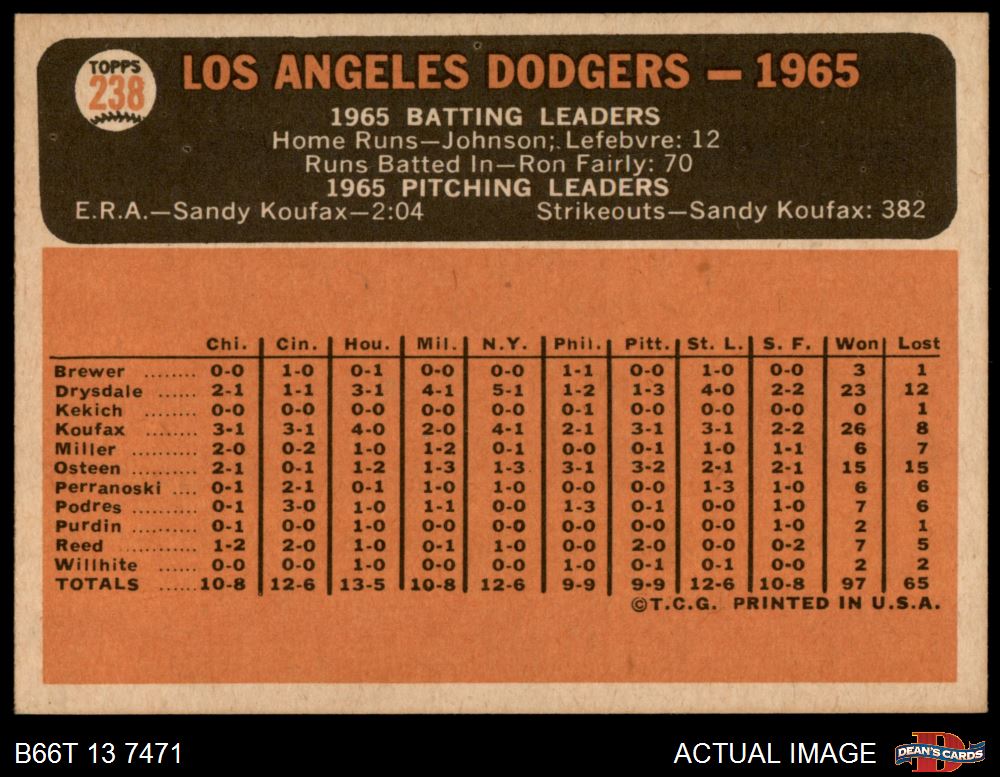 TOPPS
238
LOS ANGELES DODGERS — 1965
1965 BATTING LEADERS
Home Runs—Johnson; Lefebvre: 12
Runs Batted In—Ron Fairly: 70
1965 PITCHING LEADERS
E.R.A.—Sandy Koufax—2:04 Strikeouts—Sandy Koufax: 382
Chi. Cin. Hou. Mil. N.Y. Phil. Pitt. St. L. S. F. Won Lost
Brewer ........ 0-0 1-0 0-1 0-0 0-0 1-1 0-0 1-0 0-0 3 1
Drysdale ...... 2-1 1-1 3-1 4-1 5-1 1-2 1-3 4-0 2-2 23 12
Kekich ........ 0-0 0-0 0-0 0-0 0-0 0-1 0-0 0-0 0-0 0 1
Koufax ........ 3-1 3-1 4-0 2-0 4-1 2-1 3-1 3-1 2-2 26 8
Miller .......... 2-0 0-2 1-0 1-2 0-1 0-0 0-1 1-0 1-1 6 7
Osteen ........ 2-1 0-1 1-2 1-3 1-3 3-1 3-2 2-1 2-1 15 15
Perranoski .... 0-1 2-1 0-1 1-0 1-0 0-0 0-0 1-3 1-0 6 6
Podres ........ 0-1 3-0 1-0 1-1 0-0 1-3 0-1 0-0 1-0 7 6
Purdin ......... 0-1 0-0 1-0 0-0 0-0 0-0 0-0 0-0 1-0 2 1
Reed ........... 1-2 2-0 1-0 0-1 1-0 0-0 2-0 0-0 0-2 7 5
Willhite ....... 0-0 0-0 1-0 0-0 0-0 1-0 0-1 0-1 0-0 2 2
TOTALS ...... 10-8 12-6 13-5 10-8 12-6 9-9 9-9 12-6 10-8 97 65
©T.C.G. PRINTED IN U.S.A.
B66T 13 7471 ACTUAL IMAGE D DEAN'S CARDS